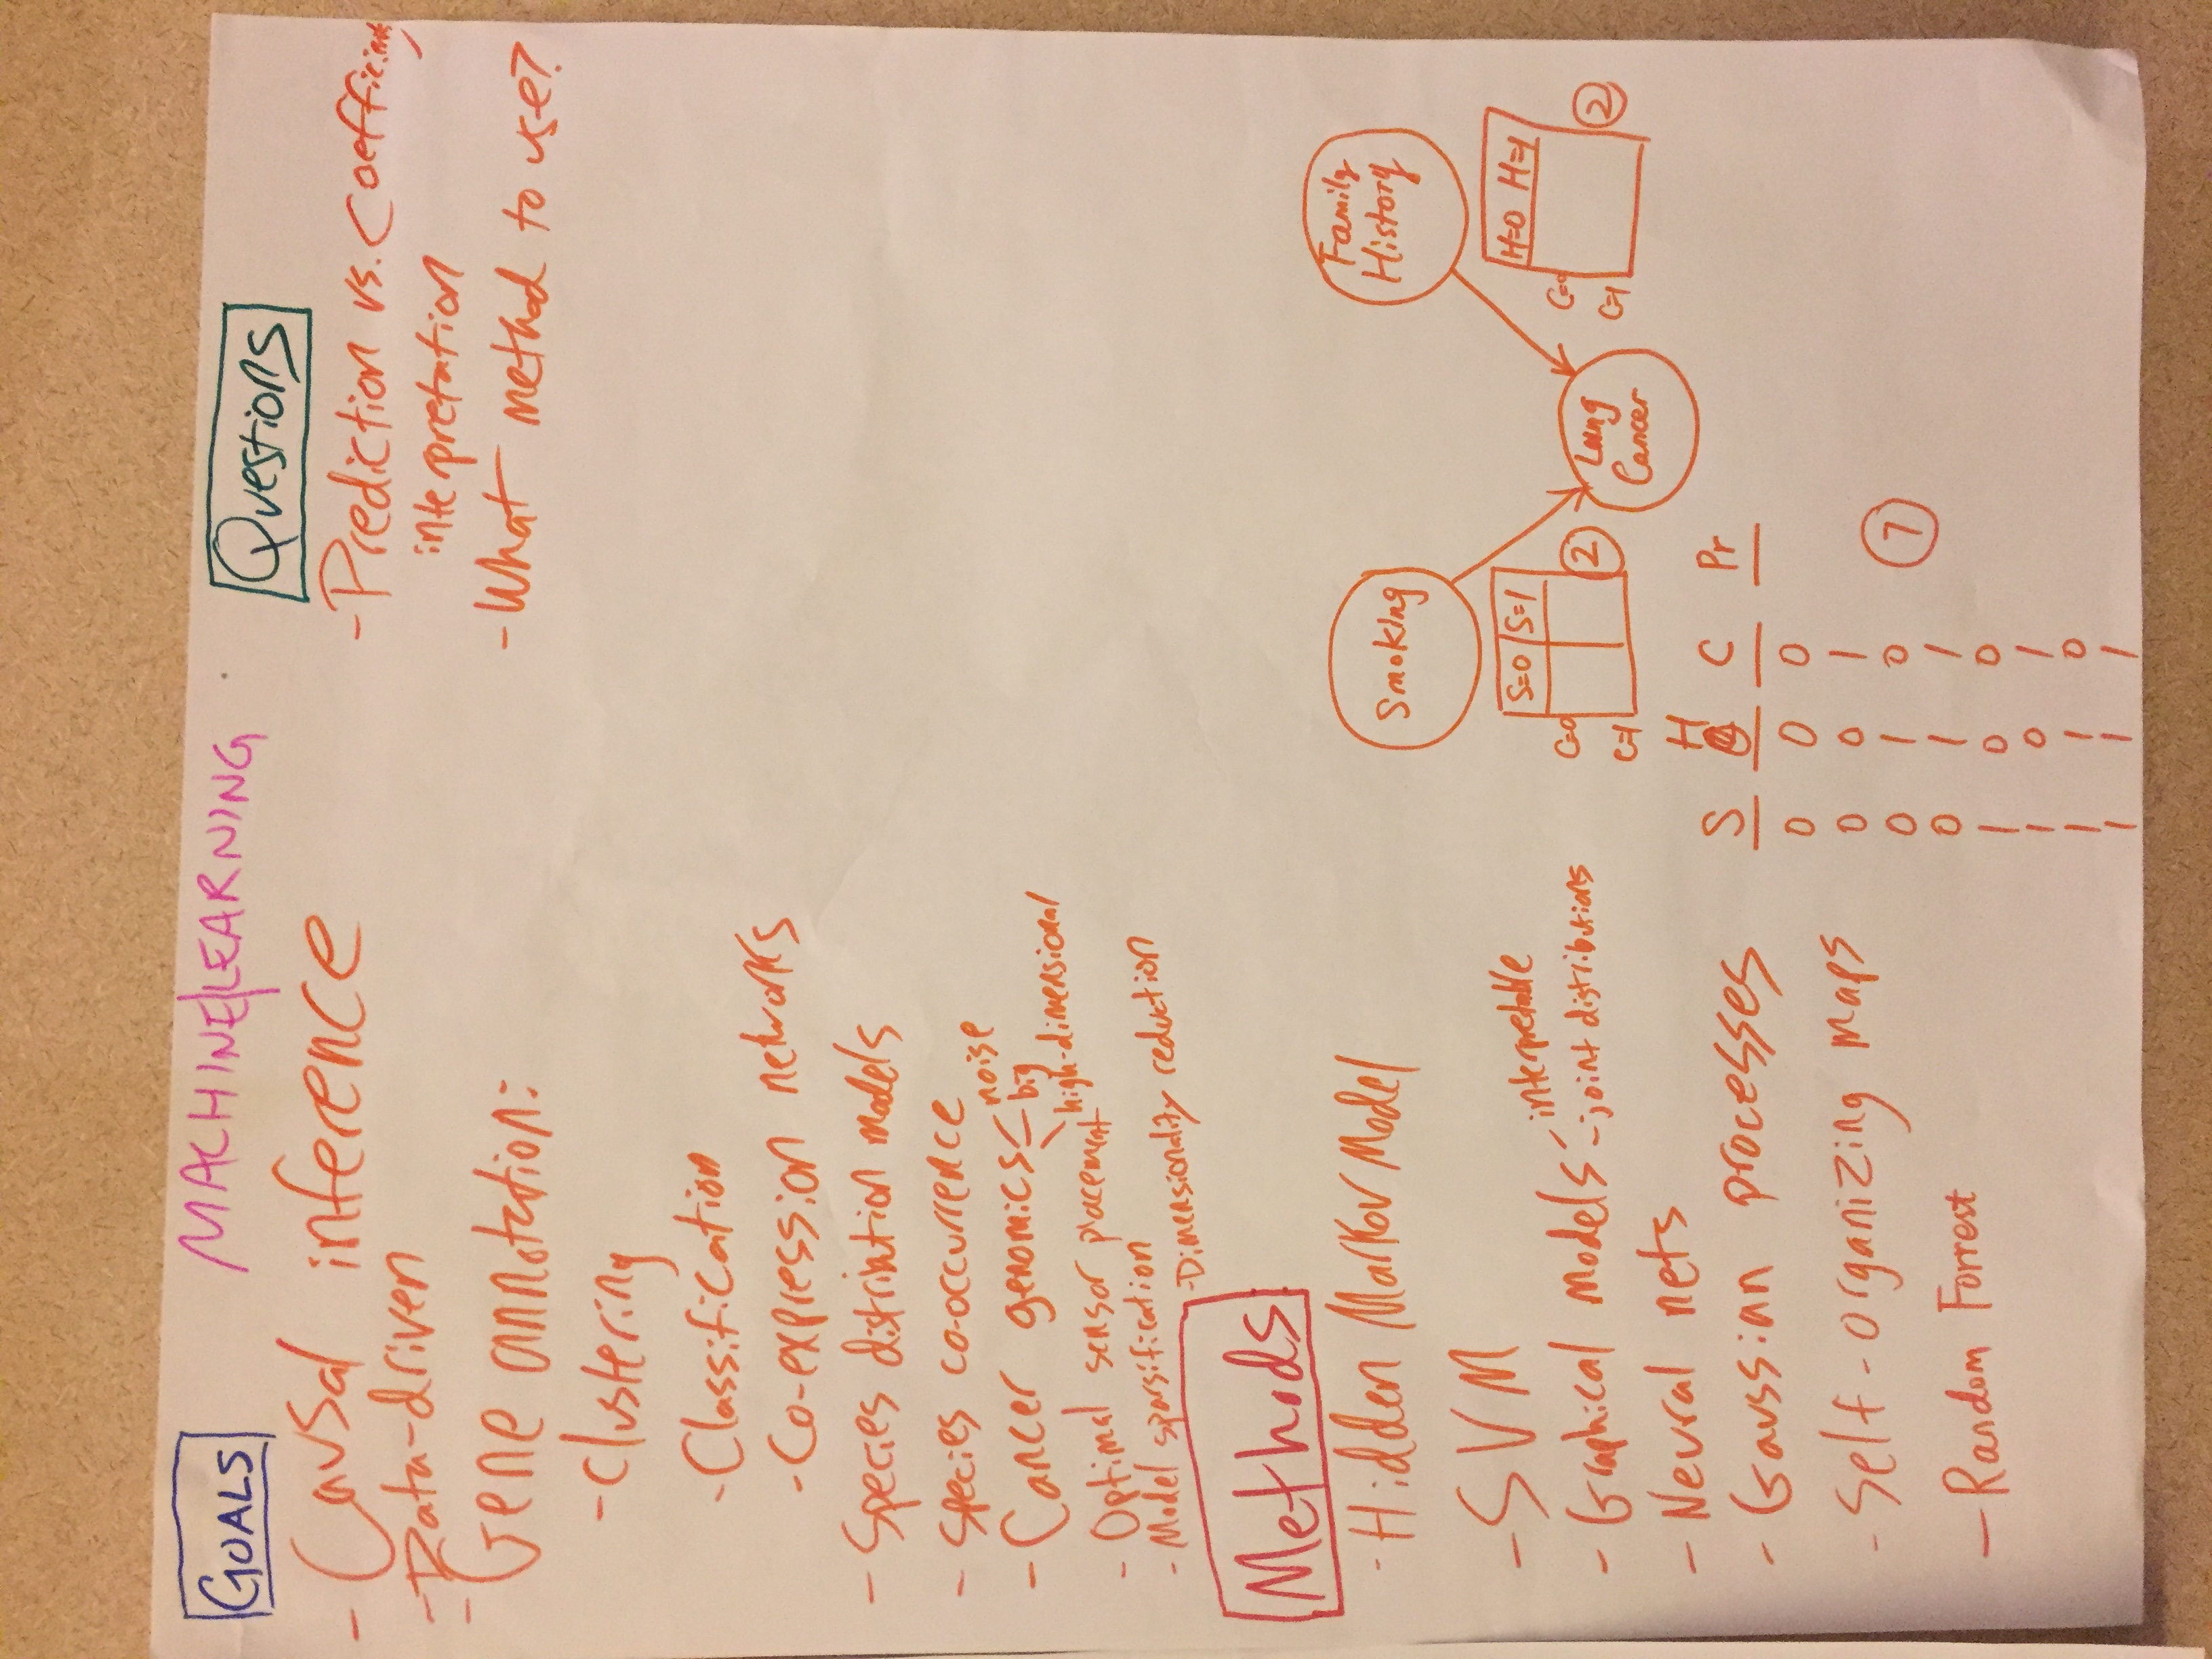 GOALS
MACHINE/LEARNING
- Causal inference
- Data-driven
- Gene annotation:
- Clustering
- Classification
- Co-expression networks
- Species distribution models
- Species co-occurrence
- Cancer genomics
noise
big
high-dimensional
- Optimal sensor placement
- Model sparsification
- Dimensionality reduction
Questions
- Prediction vs. Coefficient
interpretation
- What method to use?
Methods
- Hidden Markov Model
- SVM
- Graphical models
- interpretable
- joint distributions
- Neural nets
- Gaussian processes
- Self-organizing maps
- Random Forrest
Smoking
Family
History
S=0 S=1
C=0
C=1
2
Lung
Cancer
H=0 H=1
C=0
C=1
2
S H C Pr
0 0 0
0 0 1
0 1 0
7
0 1 1
1 0 0
1 0 1
1 1 0
1 1 1